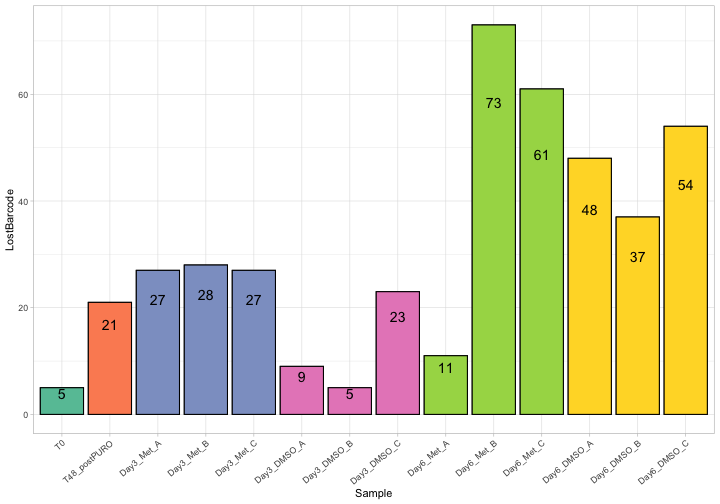 LostBarcode
60
40
20
0
5
21
27
28
27
9
5
23
11
73
61
48
37
54
T0
T48_postPURO
Day3_Met_A
Day3_Met_B
Day3_Met_C
Day3_DMSO_A
Day3_DMSO_B
Day3_DMSO_C
Day6_Met_A
Day6_Met_B
Day6_Met_C
Day6_DMSO_A
Day6_DMSO_B
Day6_DMSO_C
Sample